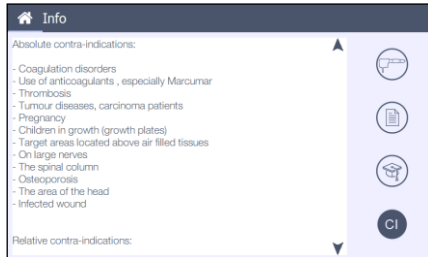 Info
Absolute contra-indications:
- Coagulation disorders
- Use of anticoagulants , especially Marcumar
- Thrombosis
- Tumour diseases, carcinoma patients
- Pregnancy
- Children in growth (growth plates)
- Target areas located above air filled tissues
- On large nerves
- The spinal column
- Osteoporosis
- The area of the head
- Infected wound
Relative contra-indications:
CI